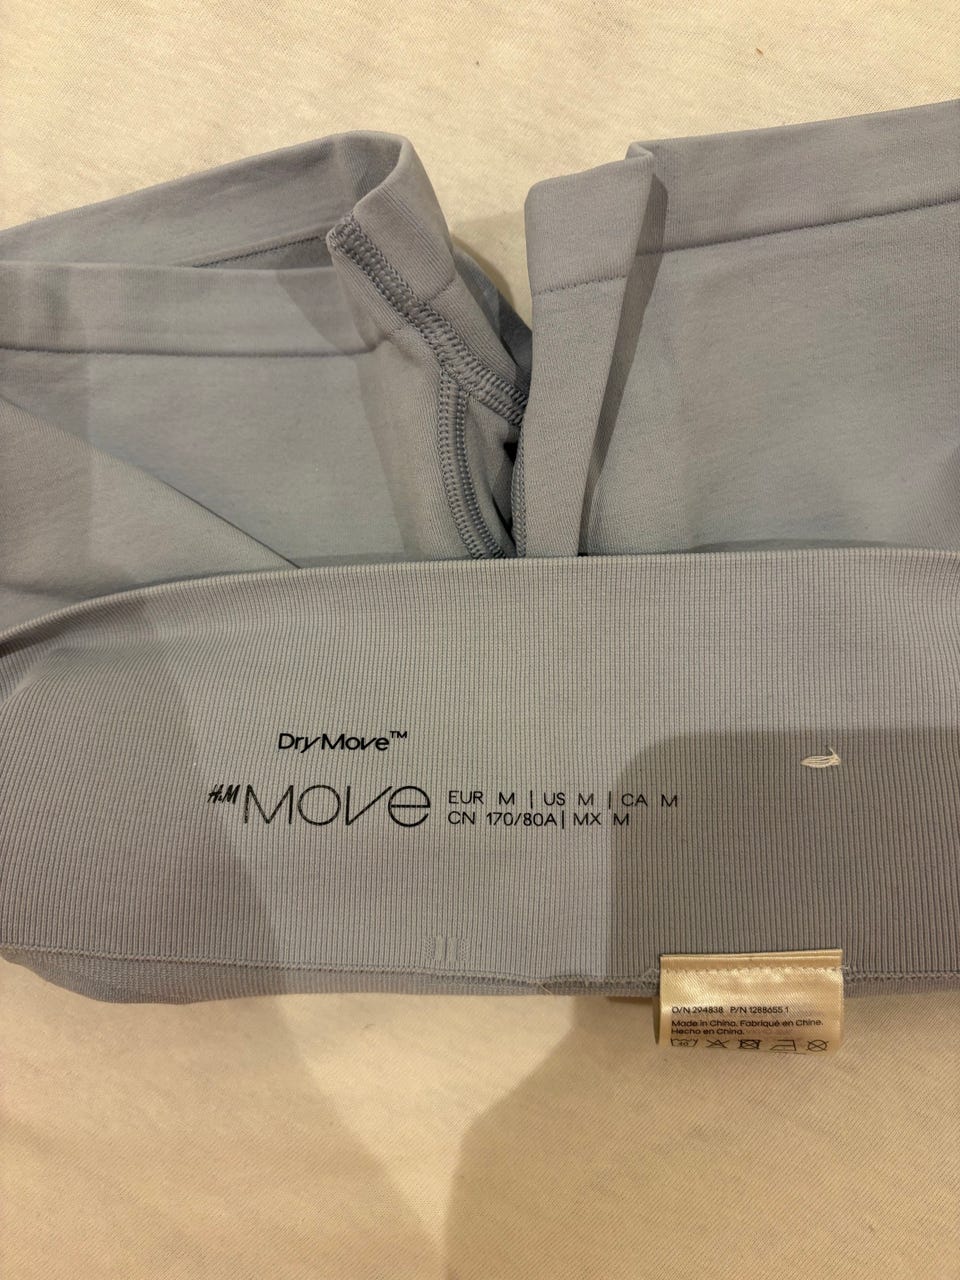 DryMove™
H&M MOVE
EUR M | US M | CA M
CN 170/80A | MX M
O/N 294838 P/N 1288655 1
Made in China. Fabriqué en Chine.
Hecho en China.